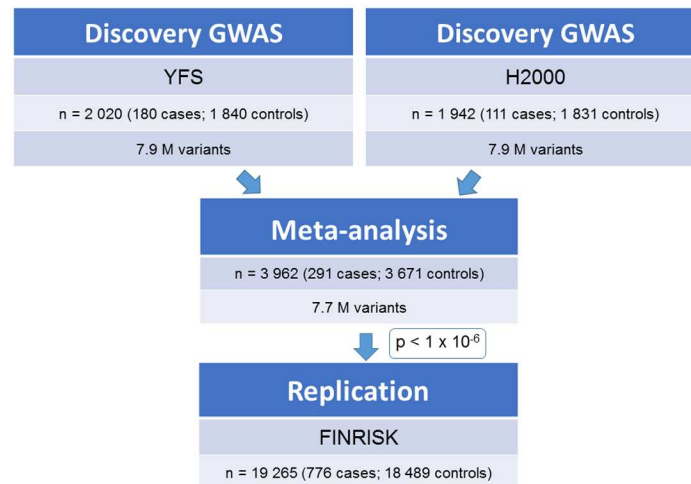 Discovery GWAS
YFS
n = 2 020 (180 cases; 1 840 controls)
7.9 M variants
Discovery GWAS
H2000
n = 1 942 (111 cases; 1 831 controls)
7.9 M variants
Meta-analysis
n = 3 962 (291 cases; 3 671 controls)
7.7 M variants
p < 1 x 10⁻⁶
Replication
FINRISK
n = 19 265 (776 cases; 18 489 controls)